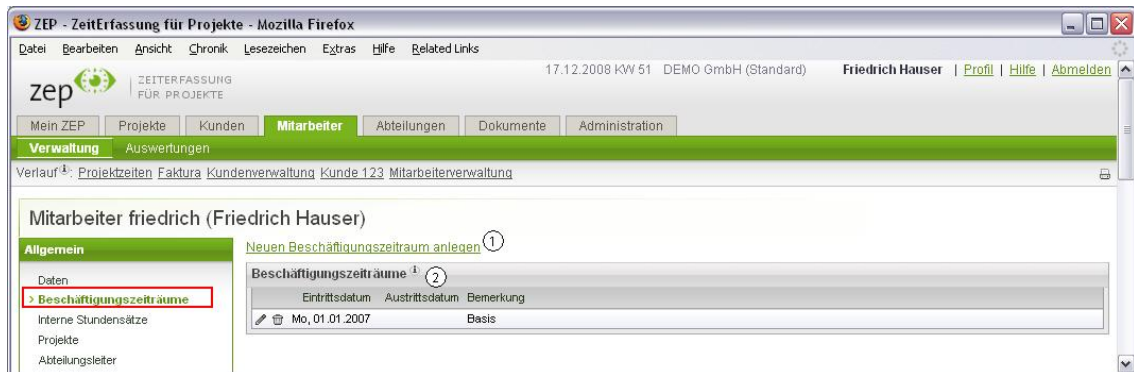 ZEP - ZeitErfassung für Projekte - Mozilla Firefox
Datei Bearbeiten Ansicht Chronik Lesezeichen Extras Hilfe Related Links
17.12.2008 KW 51 DEMO GmbH (Standard) Friedrich Hauser | Profil | Hilfe | Abmelden
zep ZEITERFASSUNG
FÜR PROJEKTE
Mein ZEP Projekte Kunden Mitarbeiter Abteilungen Dokumente Administration
Verwaltung Auswertungen
Verlauf i: Projektzeiten Faktura Kundenverwaltung Kunde 123 Mitarbeiterverwaltung
Mitarbeiter friedrich (Friedrich Hauser)
Allgemein
Daten
> Beschäftigungszeiträume
Interne Stundensätze
Projekte
Abteilungsleiter
Neuen Beschäftigungszeitraum anlegen 1
Beschäftigungszeiträume i 2
Eintrittsdatum Austrittsdatum Bemerkung
Mo, 01.01.2007 Basis